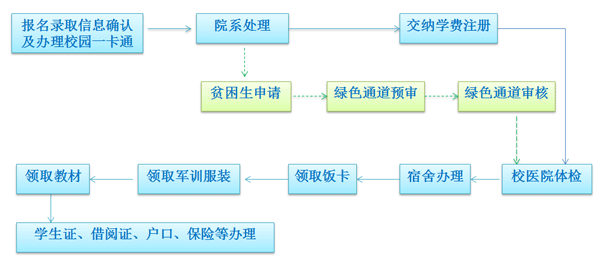 报名录取信息确认
及办理校园一卡通
院系处理
交纳学费注册
贫困生申请
绿色通道预审
绿色通道审核
领取教材
领取军训服装
领取饭卡
宿舍办理
校医院体检
学生证、借阅证、户口、保险等办理